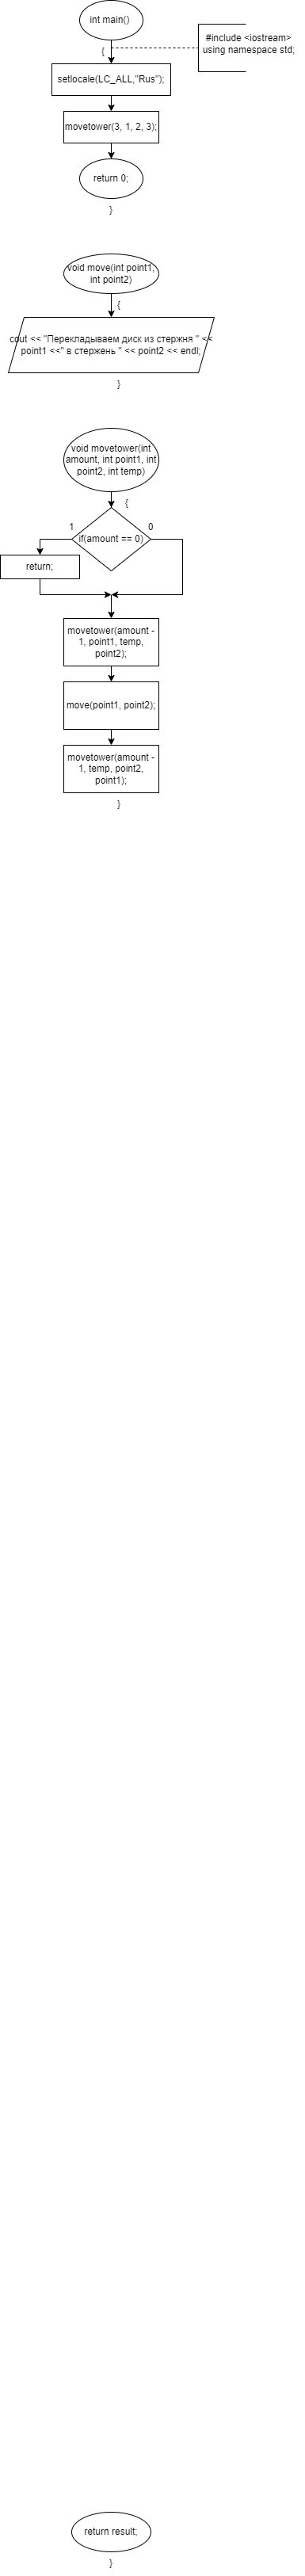 int main()
{
#include <iostream>
using namespace std;
setlocale(LC_ALL,"Rus");
movetower(3, 1, 2, 3);
return 0;
}
void move(int point1,
int point2)
{
cout << "Перекладываем диск из стержня " <<
point1 <<" в стержень " << point2 << endl;
}
void movetower(int
amount, int point1, int
point2, int temp)
{
1
0
if(amount == 0)
return;
movetower(amount -
1, point1, temp,
point2);
move(point1, point2);
movetower(amount -
1, temp, point2,
point1);
}
return result;
}